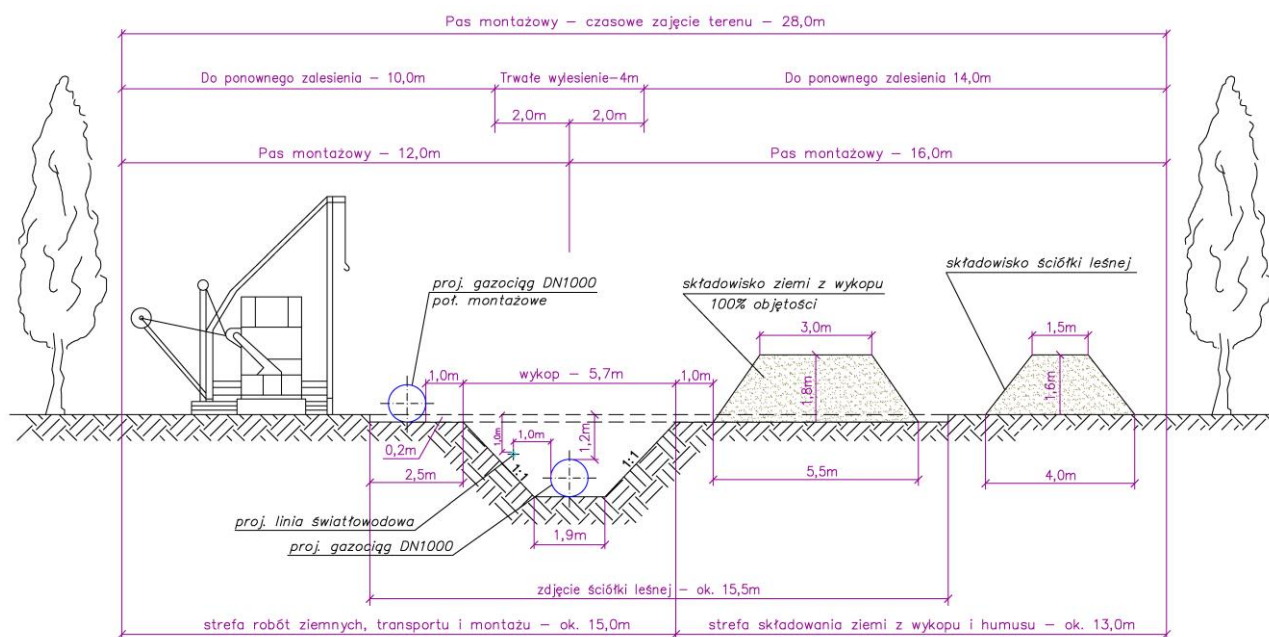 Pas montażowy – czasowe zajęcie terenu – 28,0m
Do ponownego zalesienia – 10,0m
Trwałe wylesienie–4m
Do ponownego zalesienia 14,0m
2,0m
2,0m
Pas montażowy – 12,0m
Pas montażowy – 16,0m
proj. gazociąg DN1000
poł. montażowe
składowisko ziemi z wykopu
100% objętości
składowisko ściółki leśnej
3,0m
1,5m
1,0m
wykop – 5,7m
1,0m
1,8m
1,6m
1,0m
1,0m
1,2m
0,2m
1:1
1:1
2,5m
5,5m
4,0m
proj. linia światłowodowa
proj. gazociąg DN1000
1,9m
zdjęcie ściółki leśnej – ok. 15,5m
strefa robót ziemnych, transportu i montażu – ok. 15,0m
strefa składowania ziemi z wykopu i humusu – ok. 13,0m